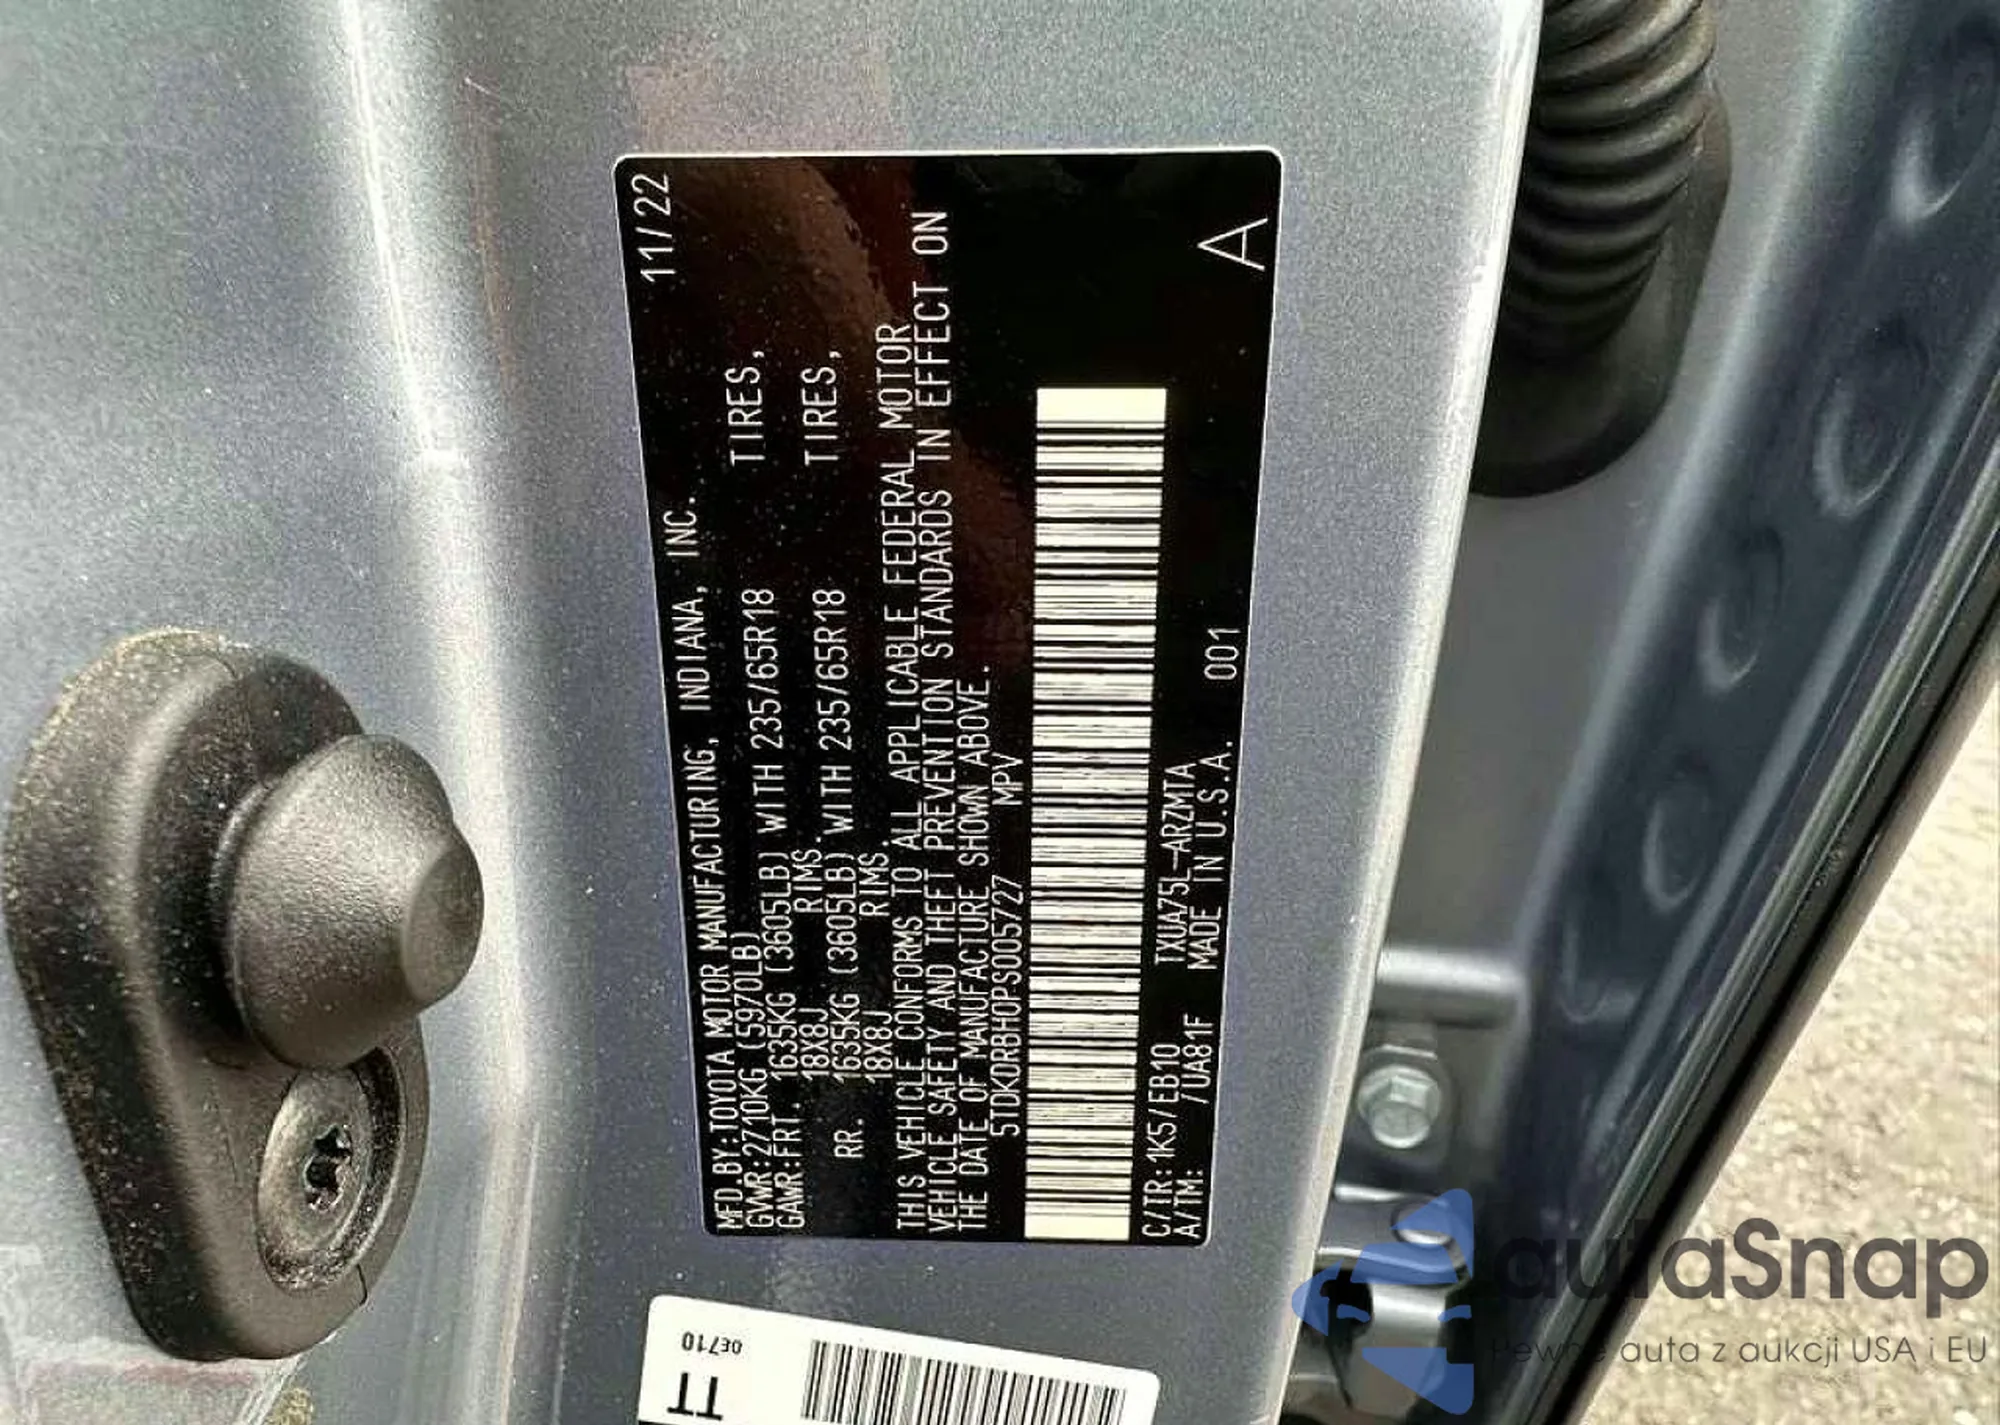 11/22
MFD.BY:TOYOTA MOTOR MANUFACTURING, INDIANA, INC.
GVWR:2710KG (5970LB)
GAWR:FRT. 1635KG (3605LB) WITH 235/65R18 TIRES,
18X8J RIMS.
RR. 1635KG (3605LB) WITH 235/65R18 TIRES,
18X8J RIMS.
THIS VEHICLE CONFORMS TO ALL APPLICABLE FEDERAL MOTOR
VEHICLE SAFETY AND THEFT PREVENTION STANDARDS IN EFFECT ON
THE DATE OF MANUFACTURE SHOWN ABOVE.
5TDKDRBH0PS005727 MPV
C/TR:1K5/EB10 TXUA75L-ARZMTA
A/TM: /UA81F MADE IN U.S.A. 001
A
0E710
TT
autaSnap
Pewne auta z aukcji USA i EU